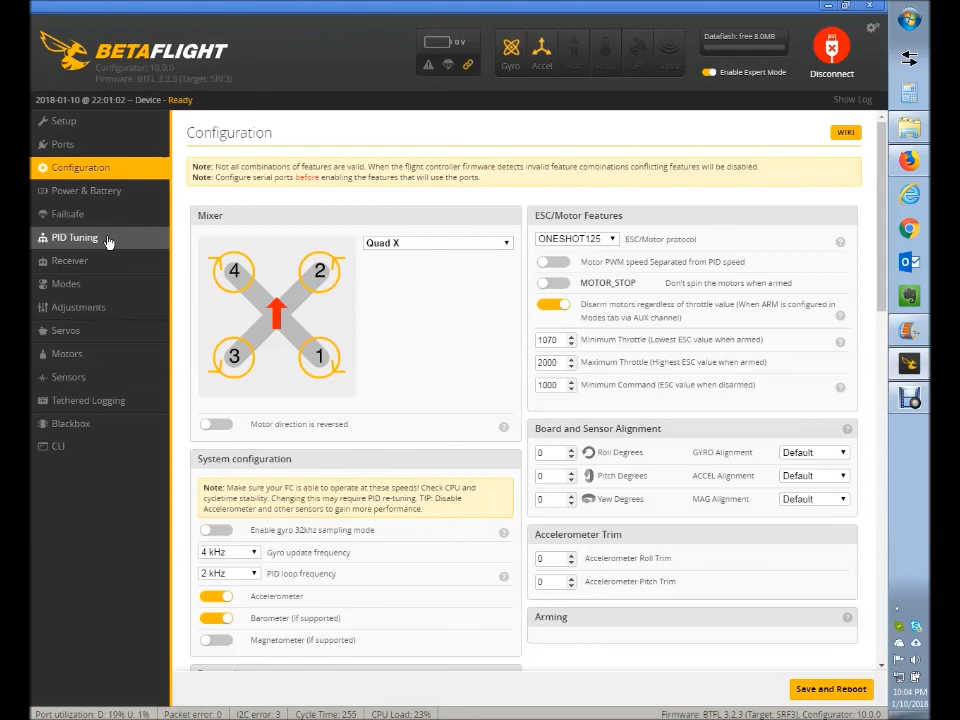 BETAFLIGHT
Configurator: 10.0.0
Firmware: BTFL 3.2.3 (Target: SRF3)
0 V
Gyro
Accel
Dataflash: free 8.0MB
Enable Expert Mode
Disconnect
2018-01-10 @ 22:01:02 -- Device - Ready
Show Log
Setup
Ports
Configuration
Power & Battery
Failsafe
PID Tuning
Receiver
Modes
Adjustments
Servos
Motors
Sensors
Tethered Logging
Blackbox
CLI
Configuration
WIKI
Note: Not all combinations of features are valid. When the flight controller firmware detects invalid feature combinations conflicting features will be disabled.
Note: Configure serial ports before enabling the features that will use the ports.
Mixer
Quad X
4
2
3
1
Motor direction is reversed
System configuration
Note: Make sure your FC is able to operate at these speeds! Check CPU and
cycletime stability. Changing this may require PID re-tuning. TIP: Disable
Accelerometer and other sensors to gain more performance.
Enable gyro 32khz sampling mode
4 kHz Gyro update frequency
2 kHz PID loop frequency
Accelerometer
Barometer (if supported)
Magnetometer (if supported)
ESC/Motor Features
ONESHOT125 ESC/Motor protocol
Motor PWM speed Separated from PID speed
MOTOR_STOP Don't spin the motors when armed
Disarm motors regardless of throttle value (When ARM is configured in
Modes tab via AUX channel)
1070 Minimum Throttle (Lowest ESC value when armed)
2000 Maximum Throttle (Highest ESC value when armed)
1000 Minimum Command (ESC value when disarmed)
Board and Sensor Alignment
0 Roll Degrees GYRO Alignment Default
0 Pitch Degrees ACCEL Alignment Default
0 Yaw Degrees MAG Alignment Default
Accelerometer Trim
0 Accelerometer Roll Trim
0 Accelerometer Pitch Trim
Arming
Save and Reboot
Port utilization: D: 19% U: 1%
Packet error: 0
I2C error: 3
Cycle Time: 255
CPU Load: 23%
Firmware: BTFL 3.2.3 (Target: SRF3), Configurator: 10.0.0
10:04 PM
1/10/2018